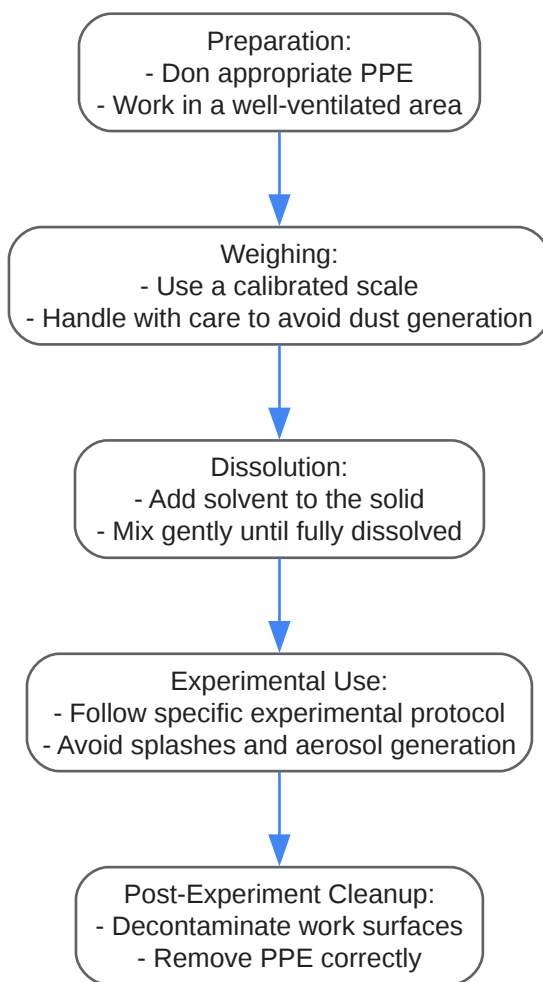 Preparation:
- Don appropriate PPE
- Work in a well-ventilated area
Weighing:
- Use a calibrated scale
- Handle with care to avoid dust generation
Dissolution:
- Add solvent to the solid
- Mix gently until fully dissolved
Experimental Use:
- Follow specific experimental protocol
- Avoid splashes and aerosol generation
Post-Experiment Cleanup:
- Decontaminate work surfaces
- Remove PPE correctly